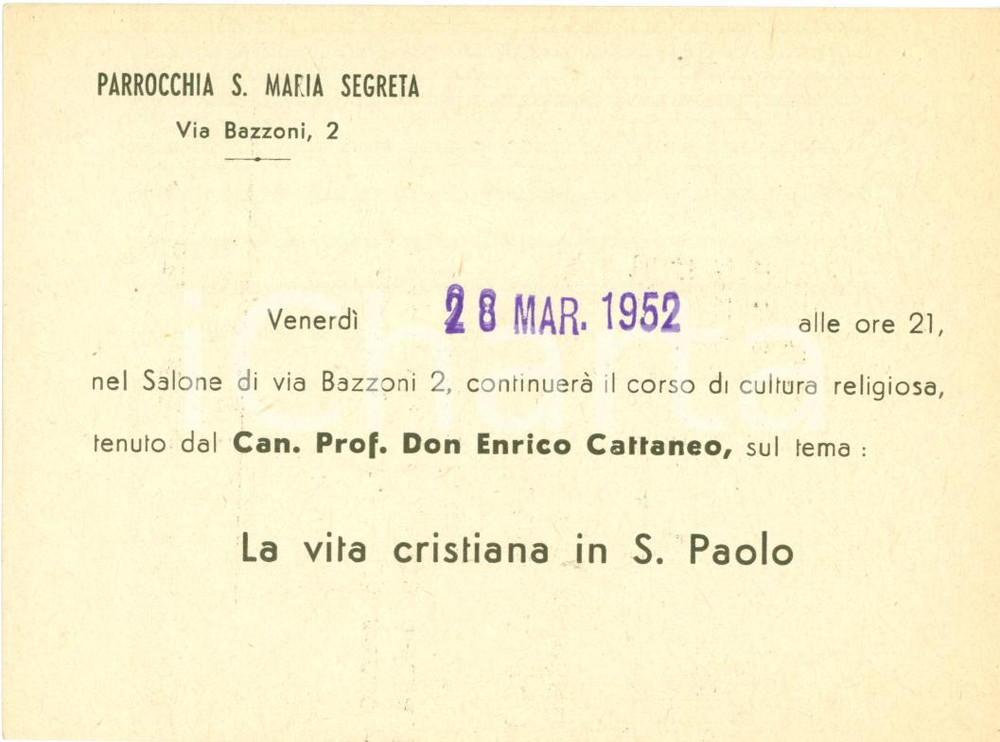 PARROCCHIA S. MARIA SEGRETA
Via Bazzoni, 2
Venerdì 28 MAR. 1952 alle ore 21,
nel Salone di via Bazzoni 2, continuerà il corso di cultura religiosa,
tenuto dal Can. Prof. Don Enrico Cattaneo, sul tema :
La vita cristiana in S. Paolo
iCharta